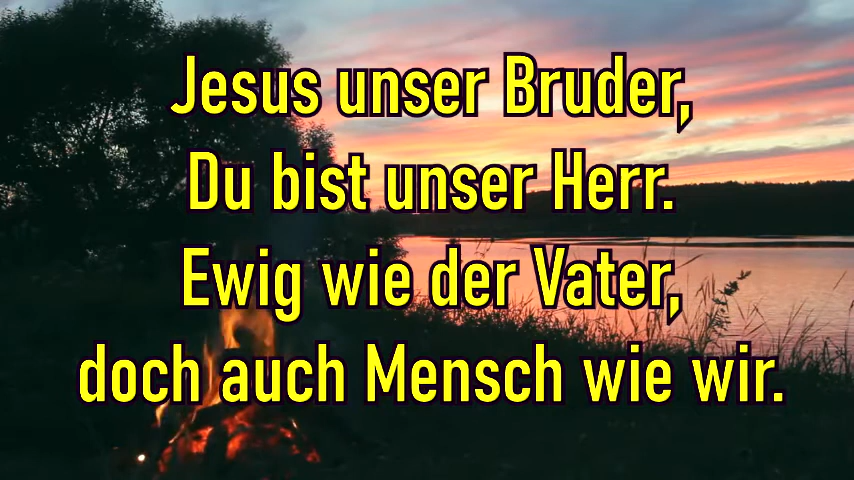 Jesus unser Bruder,
Du bist unser Herr.
Ewig wie der Vater,
doch auch Mensch wie wir.